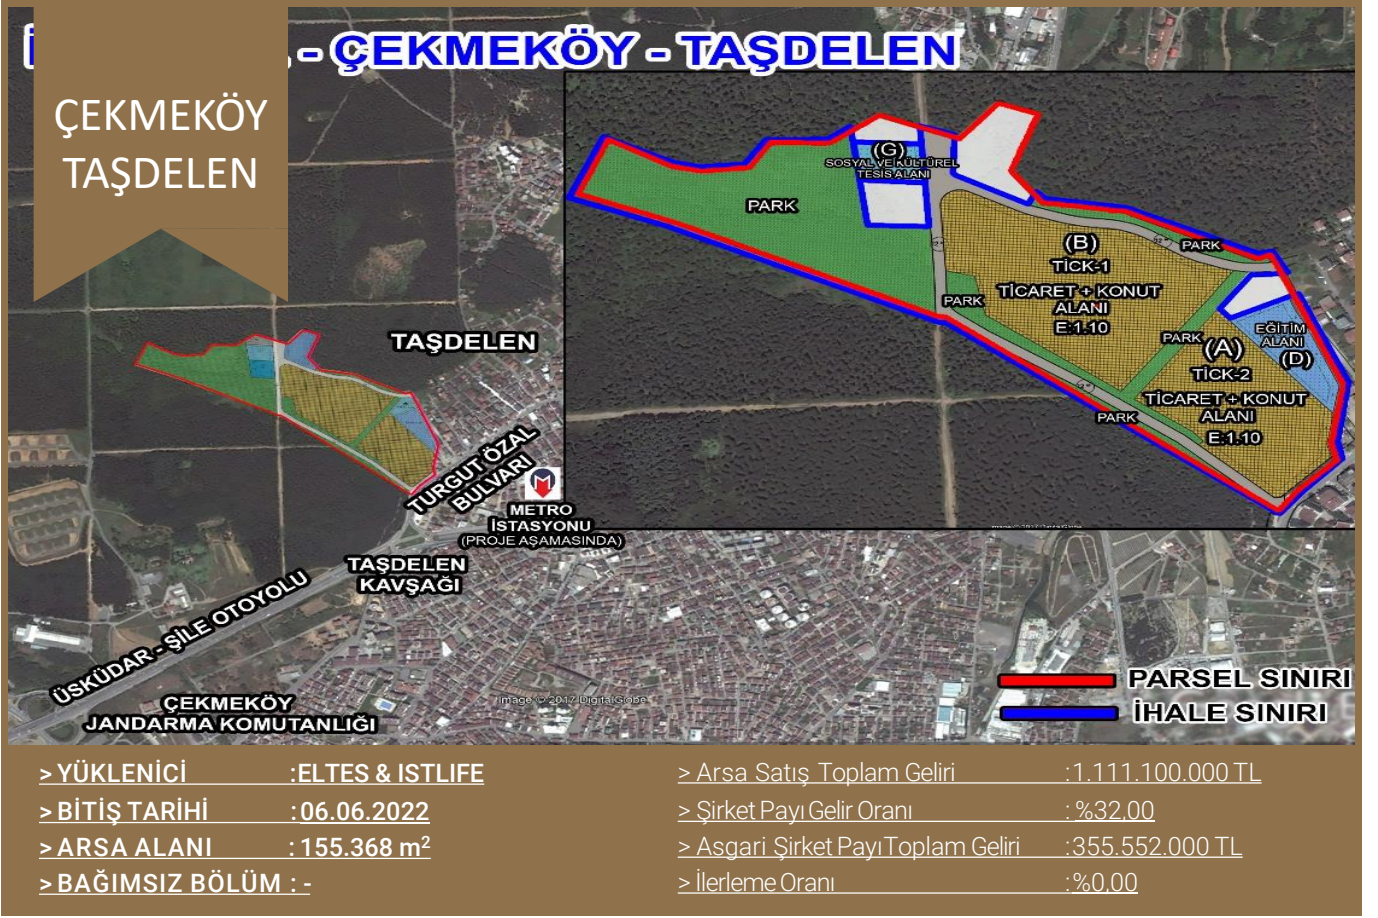 - ÇEKMEKÖY - TAŞDELEN
ÇEKMEKÖY
TAŞDELEN
(G)
SOSYAL VE KÜLTÜREL
TESİS ALANI
PARK
(B)
TİCK-1
TİCARET + KONUT
ALANI
E:1.10
PARK
PARK
PARK
(A)
TİCK-2
TİCARET + KONUT
ALANI
E:1.10
EĞİTİM
ALANI
(D)
PARK
TAŞDELEN
TURGUT ÖZAL
BULVARI
M
METRO
İSTASYONU
(PROJE AŞAMASINDA)
TAŞDELEN
KAVŞAĞI
ÜSKÜDAR - ŞİLE OTOYOLU
ÇEKMEKÖY
JANDARMA KOMUTANLIĞI
Image © 2017 DigitalGlobe
Image © 2017 DigitalGlobe
PARSEL SINIRI
İHALE SINIRI
> YÜKLENİCİ :ELTES & ISTLIFE
> BİTİŞ TARİHİ : 06.06.2022
> ARSA ALANI : 155.368 m²
> BAĞIMSIZ BÖLÜM : -
> Arsa Satış Toplam Geliri :1.111.100.000 TL
> Şirket Payı Gelir Oranı : %32,00
> Asgari Şirket PayıToplam Geliri :355.552.000 TL
> İlerleme Oranı :%0,00